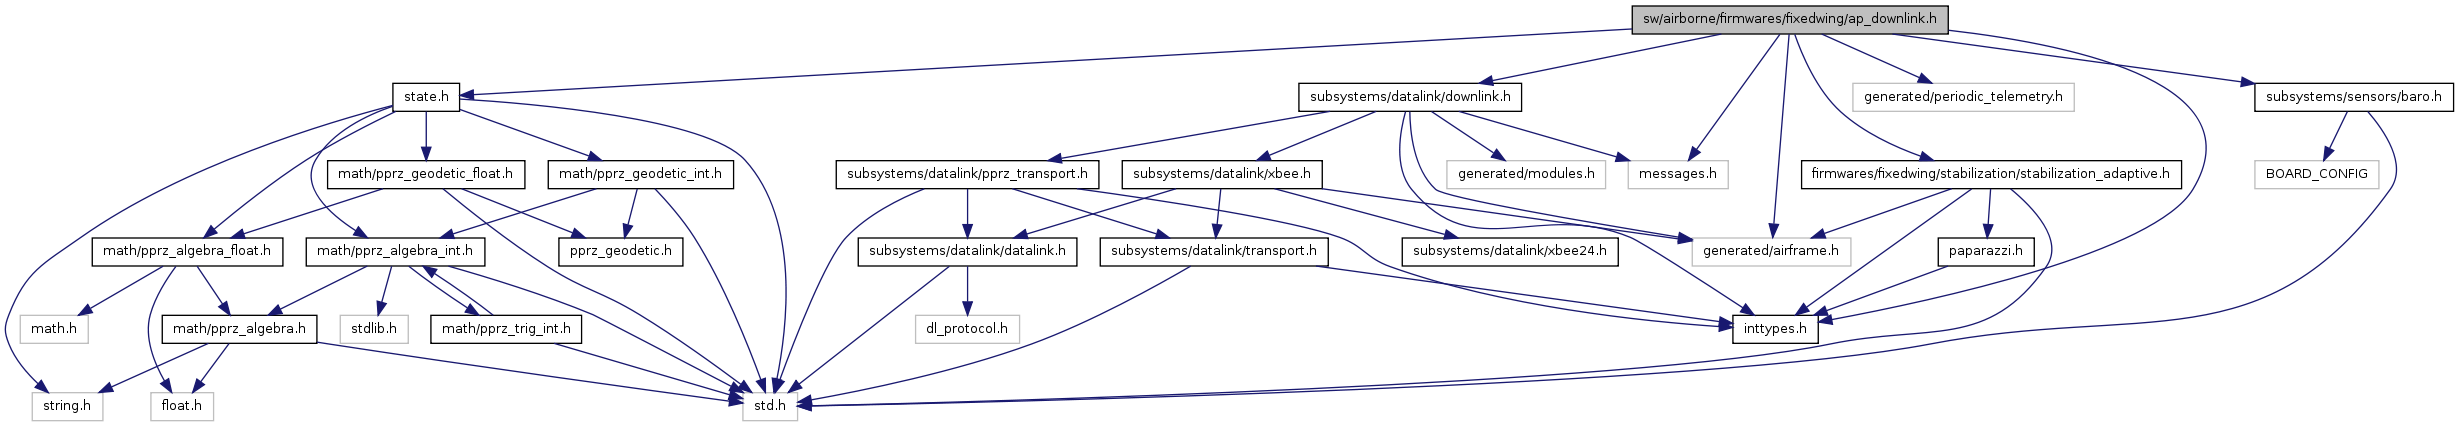 sw/airborne/firmwares/fixedwing/ap_downlink.h
state.h
subsystems/datalink/downlink.h
generated/periodic_telemetry.h
subsystems/sensors/baro.h
math/pprz_geodetic_float.h
math/pprz_geodetic_int.h
subsystems/datalink/pprz_transport.h
subsystems/datalink/xbee.h
generated/modules.h
messages.h
firmwares/fixedwing/stabilization/stabilization_adaptive.h
BOARD_CONFIG
math/pprz_algebra_float.h
math/pprz_algebra_int.h
pprz_geodetic.h
subsystems/datalink/datalink.h
subsystems/datalink/transport.h
subsystems/datalink/xbee24.h
generated/airframe.h
paparazzi.h
math.h
math/pprz_algebra.h
stdlib.h
math/pprz_trig_int.h
dl_protocol.h
inttypes.h
string.h
float.h
std.h